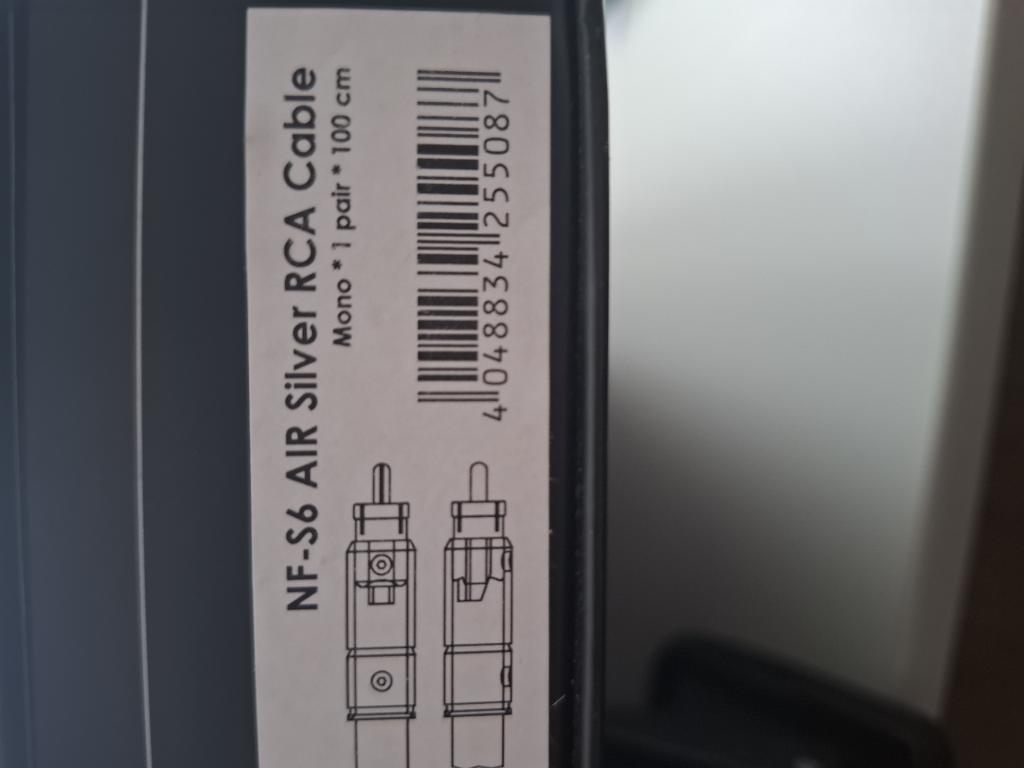 NF-S6 AIR Silver RCA Cable
Mono * 1 pair * 100 cm
4 048834 255087